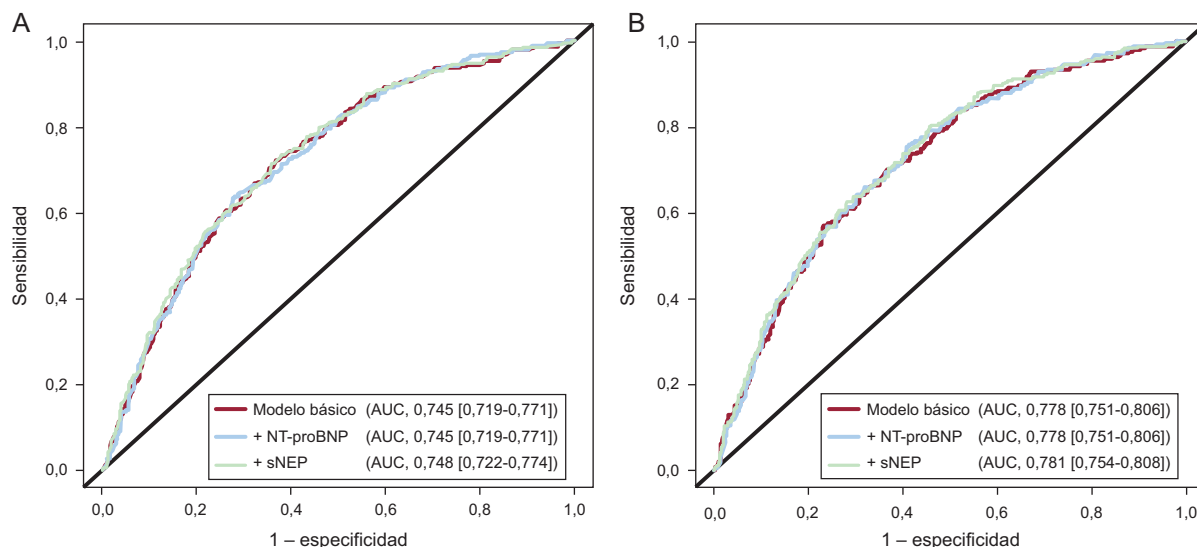 A
Sensibilidad
1,0
0,8
0,6
0,4
0,2
0,0
Modelo básico (AUC, 0,745 [0,719-0,771])
+ NT-proBNP (AUC, 0,745 [0,719-0,771])
+ sNEP (AUC, 0,748 [0,722-0,774])
0,0 0,2 0,4 0,6 0,8 1,0
1 – especificidad
B
Sensibilidad
1,0
0,8
0,6
0,4
0,2
0,0
Modelo básico (AUC, 0,778 [0,751-0,806])
+ NT-proBNP (AUC, 0,778 [0,751-0,806])
+ sNEP (AUC, 0,781 [0,754-0,808])
0,0 0,2 0,4 0,6 0,8 1,0
1 – especificidad